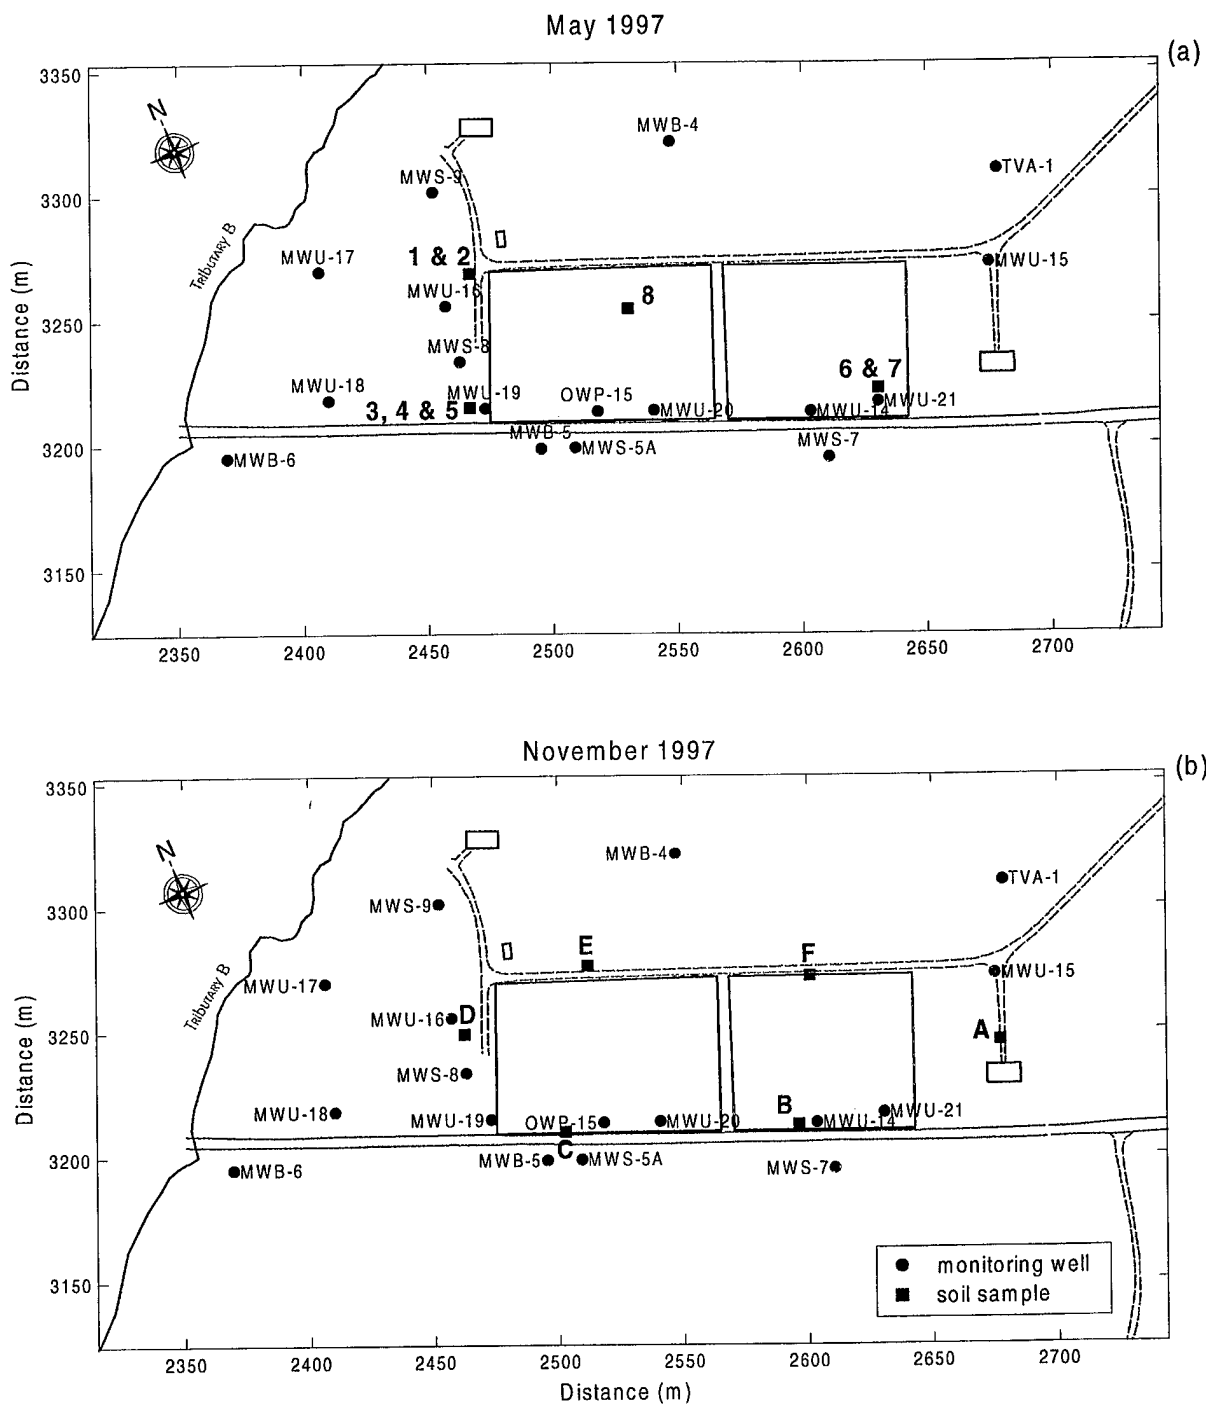 May 1997
(a)
3350
3300
3250
3200
3150
Distance (m)
N
Tributary B
MWB-4
TVA-1
MWS-9
MWU-17
1 & 2
MWU-15
MWU-16
8
MWS-8
6 & 7
MWU-18
MWU-19
OWP-15
MWU-21
3, 4 & 5
MWU-20
MWU-14
MWB-5
MWS-5A
MWS-7
MWB-6
2350
2400
2450
2500
2550
2600
2650
2700
November 1997
(b)
3350
3300
3250
3200
3150
Distance (m)
N
Tributary B
MWB-4
TVA-1
MWS-9
E
F
MWU-17
MWU-15
MWU-16
D
A
MWS-8
MWU-18
MWU-19
OWP-15
MWU-20
B
MWU-14
MWU-21
C
MWB-5
MWS-5A
MWS-7
MWB-6
monitoring well
soil sample
2350
2400
2450
2500
2550
2600
2650
2700
Distance (m)